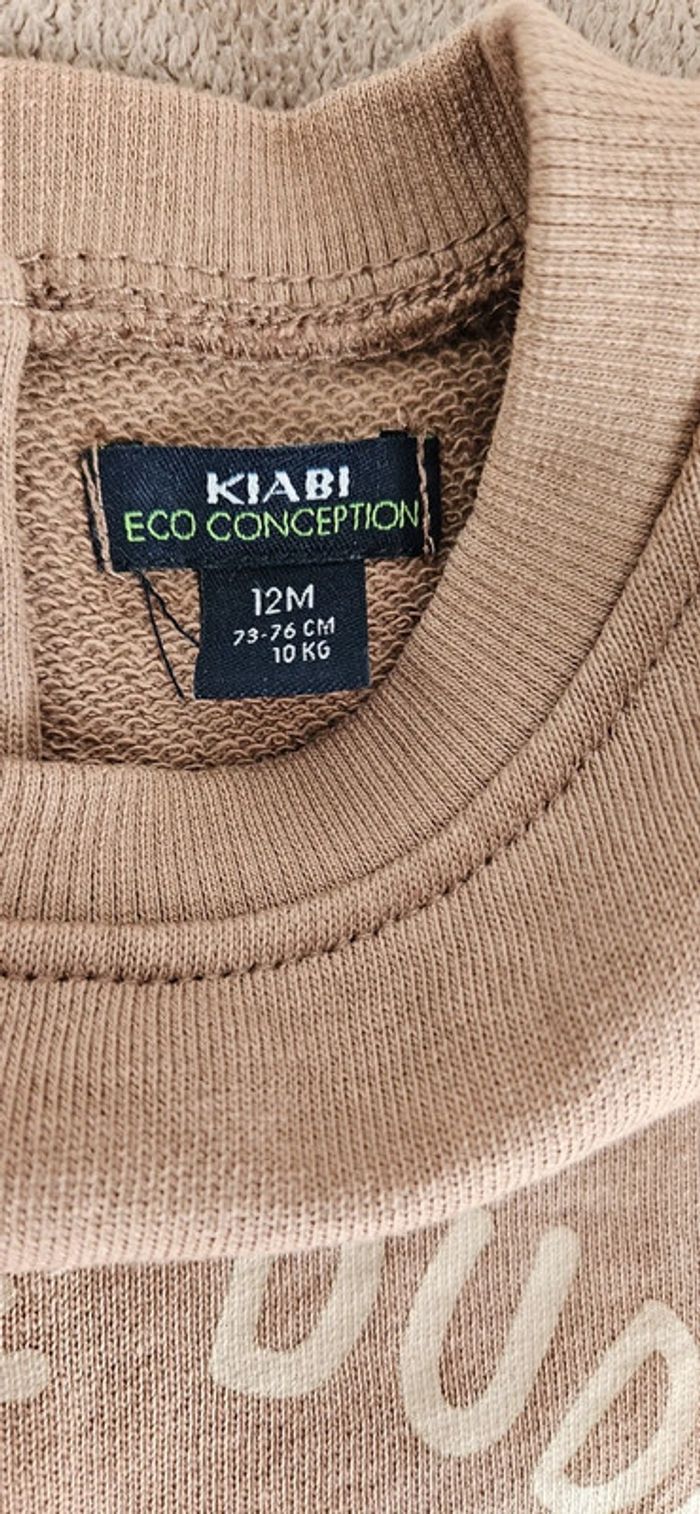 KIABI
ECO CONCEPTION
12M
73-76 CM
10 KG